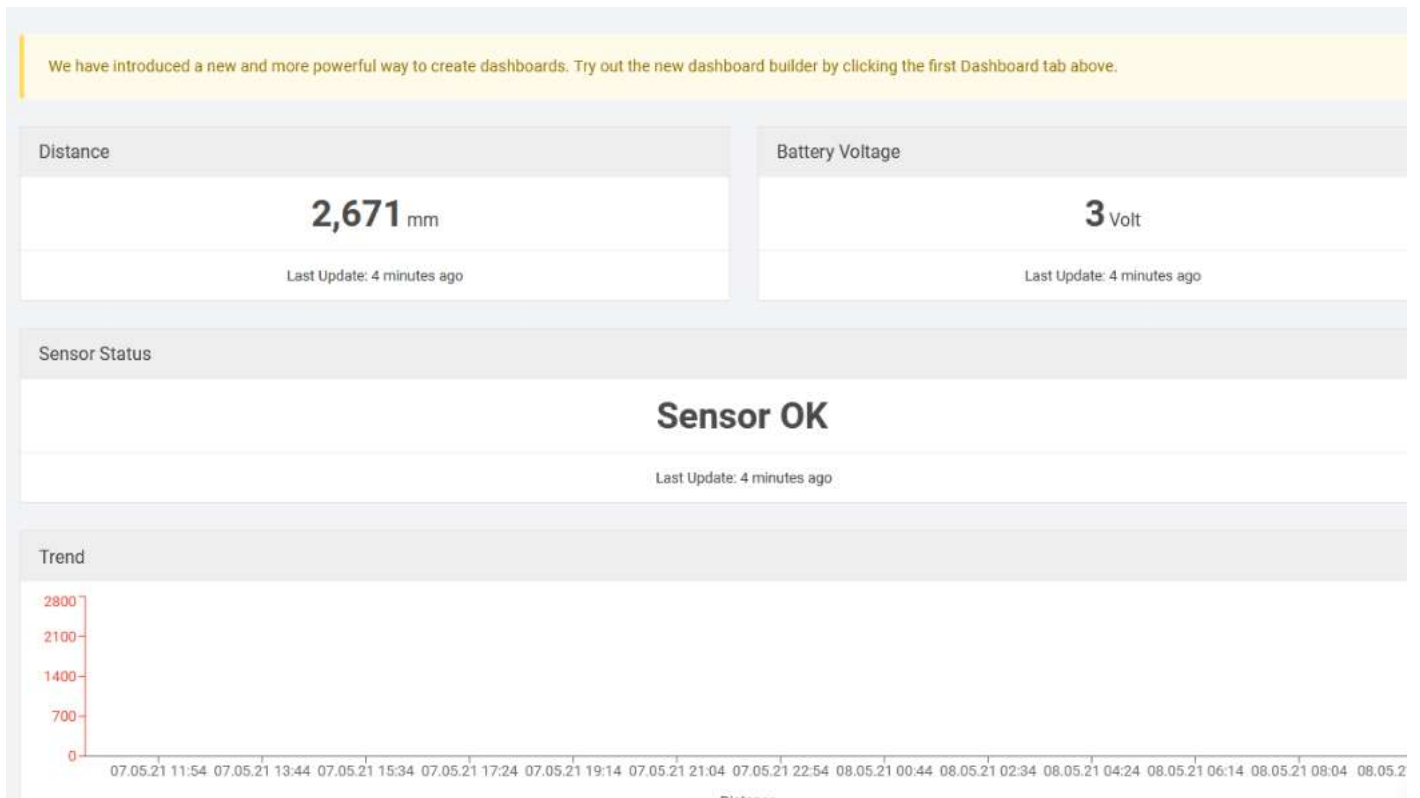 We have introduced a new and more powerful way to create dashboards. Try out the new dashboard builder by clicking the first Dashboard tab above.
Distance
2,671 mm
Last Update: 4 minutes ago
Battery Voltage
3 Volt
Last Update: 4 minutes ago
Sensor Status
Sensor OK
Last Update: 4 minutes ago
Trend
2800
2100
1400
700
0
07.05.21 11:54 07.05.21 13:44 07.05.21 15:34 07.05.21 17:24 07.05.21 19:14 07.05.21 21:04 07.05.21 22:54 08.05.21 00:44 08.05.21 02:34 08.05.21 04:24 08.05.21 06:14 08.05.21 08:04 08.05.2